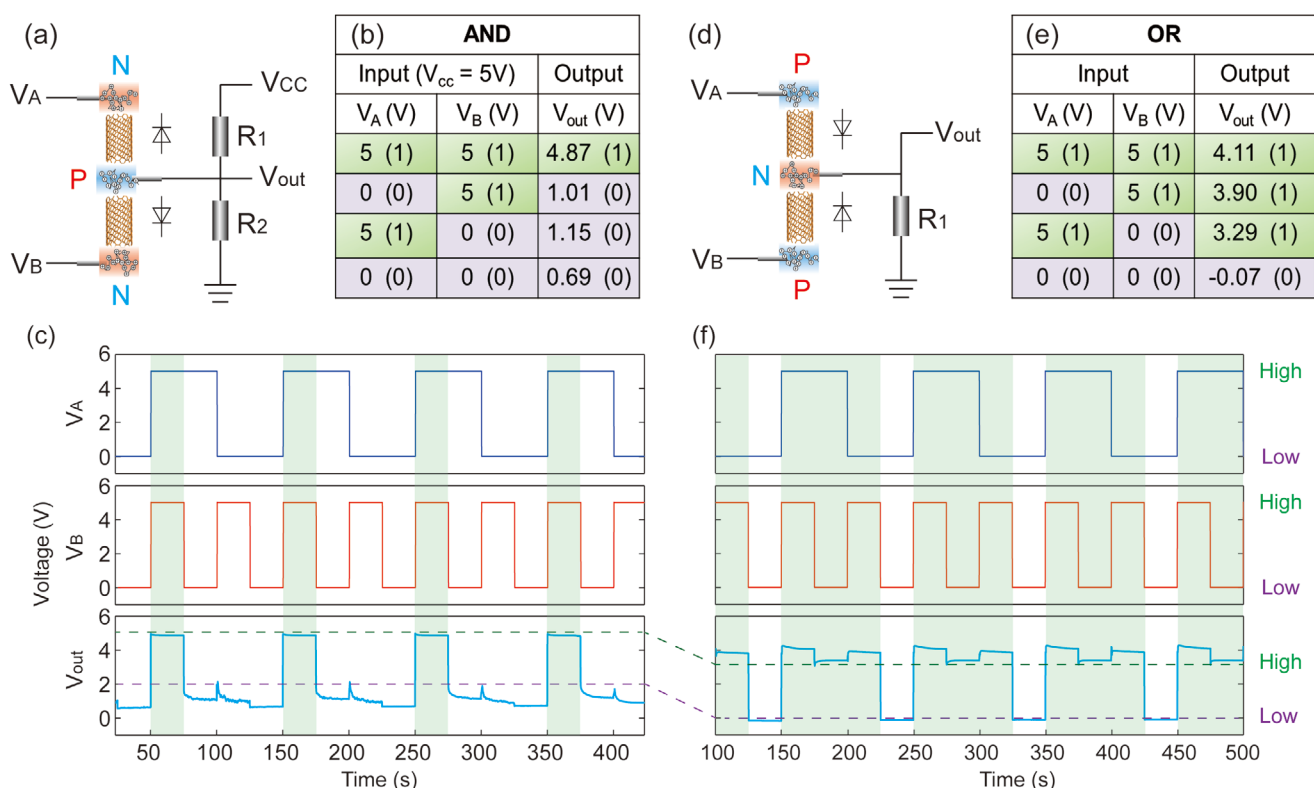 (a)
N
VA
VCC
R1
P
Vout
R2
VB
N
(b)
AND
Input (Vcc = 5V) Output
VA (V) VB (V) Vout (V)
5 (1) 5 (1) 4.87 (1)
0 (0) 5 (1) 1.01 (0)
5 (1) 0 (0) 1.15 (0)
0 (0) 0 (0) 0.69 (0)
(d)
P
VA
Vout
N
R1
VB
P
(e)
OR
Input Output
VA (V) VB (V) Vout (V)
5 (1) 5 (1) 4.11 (1)
0 (0) 5 (1) 3.90 (1)
5 (1) 0 (0) 3.29 (1)
0 (0) 0 (0) -0.07 (0)
(c)
Voltage (V)
VA
6
4
2
0
VB
6
4
2
0
Vout
6
4
2
0
50 100 150 200 250 300 350 400
Time (s)
(f)
High
Low
High
Low
High
Low
100 150 200 250 300 350 400 450 500
Time (s)